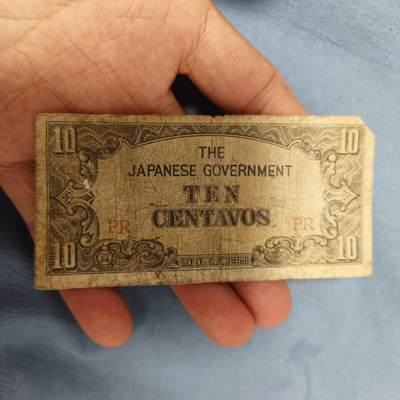 10 10
THE
JAPANESE GOVERNMENT
TEN
CENTAVOS
PR PR
10 10